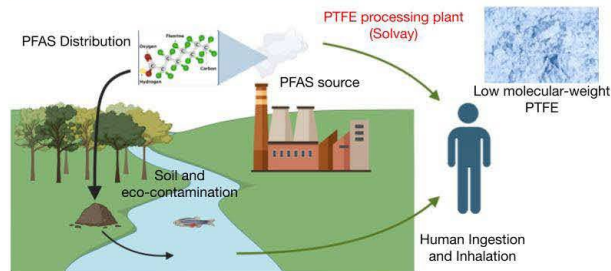 PFAS Distribution
Fluorine
Oxygen
Carbon
Hydrogen
PTFE processing plant
(Solvay)
PFAS source
Low molecular-weight
PTFE
Soil and
eco-contamination
Human Ingestion
and Inhalation